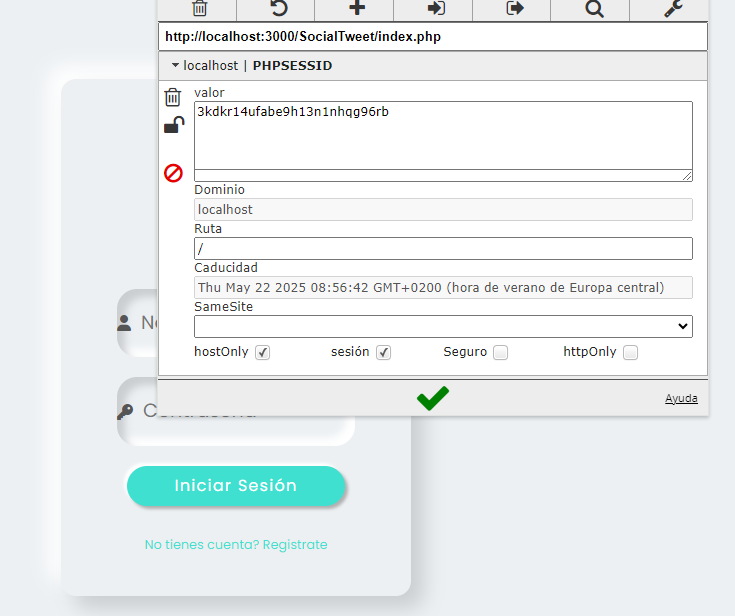 http://localhost:3000/SocialTweet/index.php
localhost | PHPSESSID
valor
3kdkr14ufabe9h13n1nhqg96rb
Dominio
localhost
Ruta
/
Caducidad
Thu May 22 2025 08:56:42 GMT+0200 (hora de verano de Europa central)
SameSite
hostOnly sesión Seguro httpOnly
Ayuda
Iniciar Sesión
No tienes cuenta? Registrate